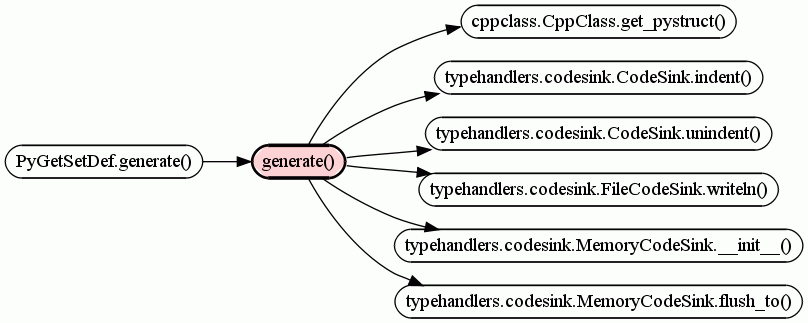 cppclass.CppClass.get_pystruct()
typehandlers.codesink.CodeSink.indent()
typehandlers.codesink.CodeSink.unindent()
PyGetSetDef.generate()
generate()
typehandlers.codesink.FileCodeSink.writeln()
typehandlers.codesink.MemoryCodeSink.__init__()
typehandlers.codesink.MemoryCodeSink.flush_to()